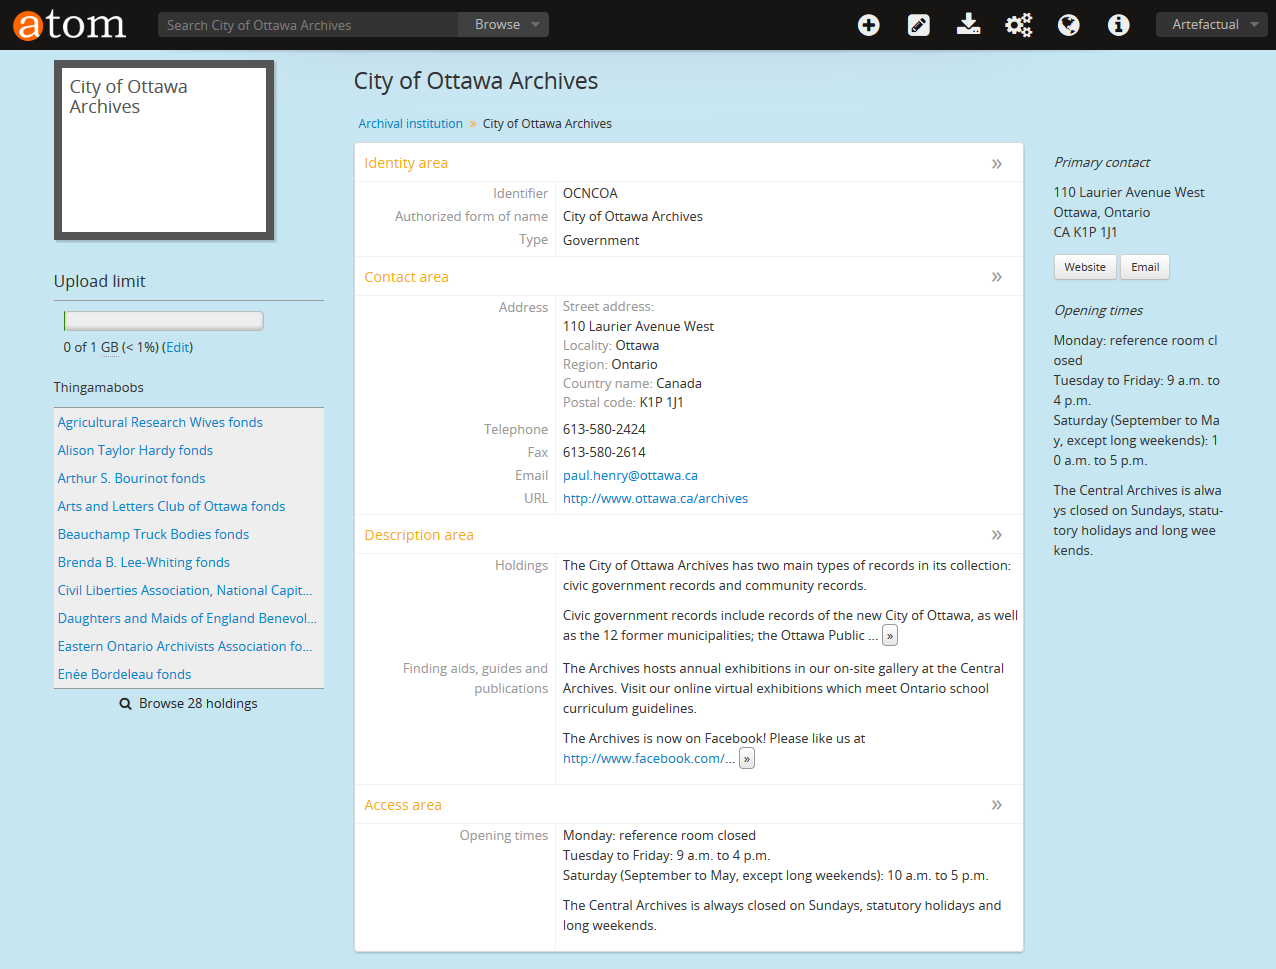 atom
Search City of Ottawa Archives
Browse
Artefactual
City of Ottawa
Archives
Upload limit
0 of 1 GB (< 1%) (Edit)
Thingamabobs
Agricultural Research Wives fonds
Alison Taylor Hardy fonds
Arthur S. Bourinot fonds
Arts and Letters Club of Ottawa fonds
Beauchamp Truck Bodies fonds
Brenda B. Lee-Whiting fonds
Civil Liberties Association, National Capit...
Daughters and Maids of England Benevol...
Eastern Ontario Archivists Association fo...
Enée Bordeleau fonds
Browse 28 holdings
City of Ottawa Archives
Archival institution » City of Ottawa Archives
Identity area »
Identifier OCNCOA
Authorized form of name City of Ottawa Archives
Type Government
Contact area »
Address Street address:
110 Laurier Avenue West
Locality: Ottawa
Region: Ontario
Country name: Canada
Postal code: K1P 1J1
Telephone 613-580-2424
Fax 613-580-2614
Email paul.henry@ottawa.ca
URL http://www.ottawa.ca/archives
Description area »
Holdings The City of Ottawa Archives has two main types of records in its collection:
civic government records and community records.
Civic government records include records of the new City of Ottawa, as well
as the 12 former municipalities; the Ottawa Public ... »
Finding aids, guides and The Archives hosts annual exhibitions in our on-site gallery at the Central
publications Archives. Visit our online virtual exhibitions which meet Ontario school
curriculum guidelines.
The Archives is now on Facebook! Please like us at
http://www.facebook.com/... »
Access area »
Opening times Monday: reference room closed
Tuesday to Friday: 9 a.m. to 4 p.m.
Saturday (September to May, except long weekends): 10 a.m. to 5 p.m.
The Central Archives is always closed on Sundays, statutory holidays and
long weekends.
Primary contact
110 Laurier Avenue West
Ottawa, Ontario
CA K1P 1J1
Website Email
Opening times
Monday: reference room cl
osed
Tuesday to Friday: 9 a.m. to
4 p.m.
Saturday (September to Ma
y, except long weekends): 1
0 a.m. to 5 p.m.
The Central Archives is alwa
ys closed on Sundays, statu-
tory holidays and long wee
kends.